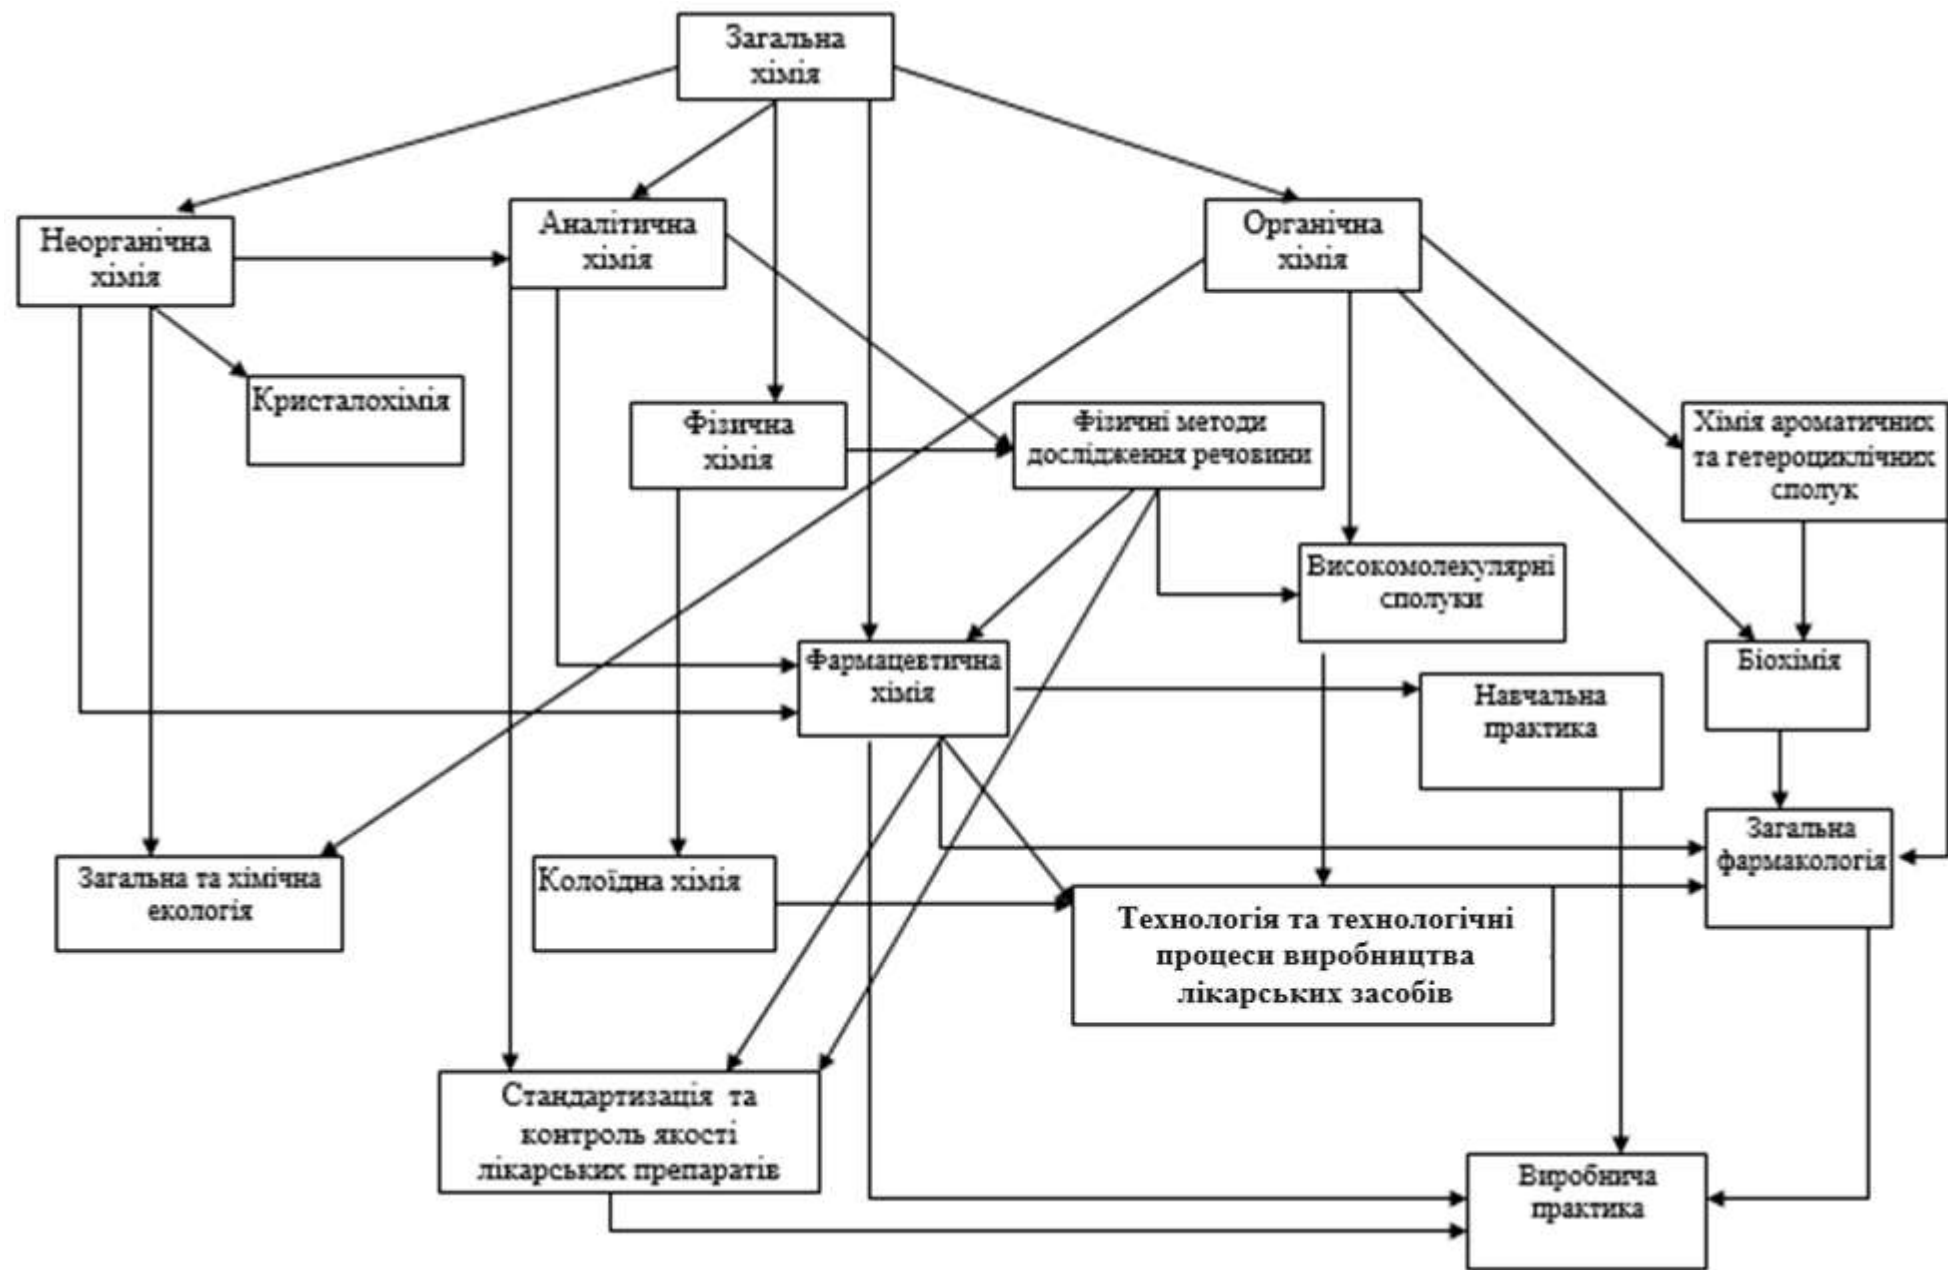 Загальна
хімія
Неорганічна
хімія
Аналітична
хімія
Органічна
хімія
Кристалохімія
Фізична
хімія
Фізичні методи
дослідження речовини
Хімія ароматичних
та гетероциклічних
сполук
Високомолекулярні
сполуки
Фармацевтична
хімія
Біохімія
Навчальна
практика
Загальна та хімічна
екологія
Колоїдна хімія
Технологія та технологічні
процеси виробництва
лікарських засобів
Загальна
фармакологія
Стандартизація та
контроль якості
лікарських препаратів
Виробнича
практика